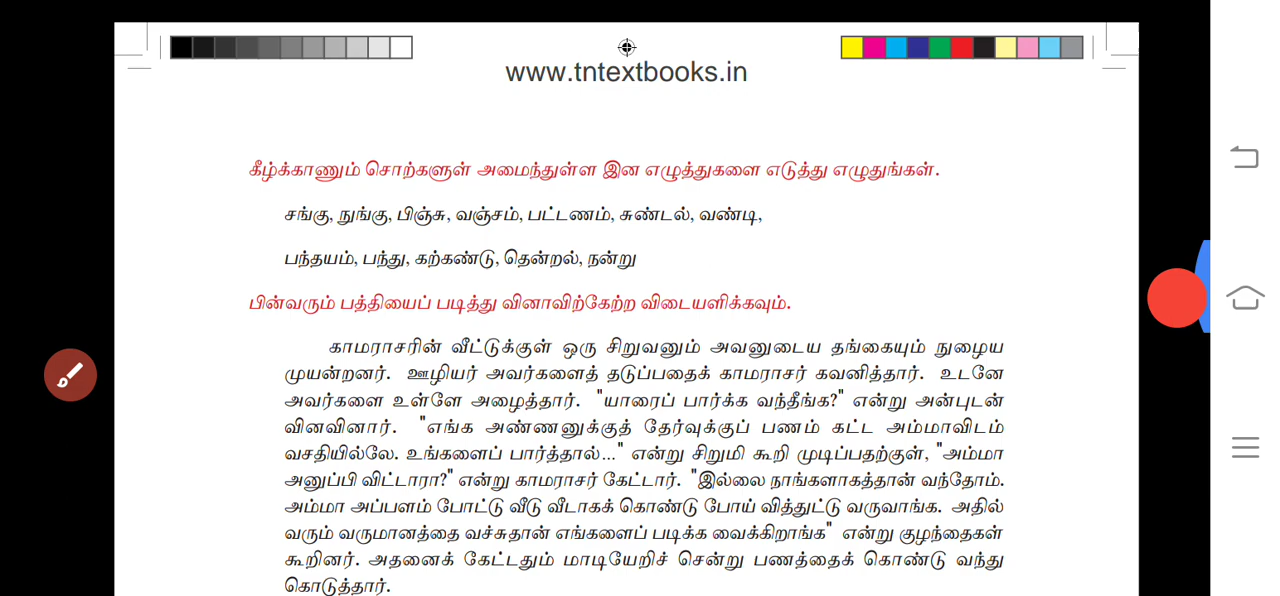 www.tntextbooks.in
கீழ்க்காணும் சொற்களுள் அமைந்துள்ள இன எழுத்துகளை எடுத்து எழுதுங்கள்.
சங்கு, நுங்கு, பிஞ்சு, வஞ்சம், பட்டணம், சுண்டல், வண்டி,
பந்தயம், பந்து, கற்கண்டு, தென்றல், நன்று
பின்வரும் பத்தியைப் படித்து வினாவிற்கேற்ற விடையளிக்கவும்.
காமராசரின் வீட்டுக்குள் ஒரு சிறுவனும் அவனுடைய தங்கையும் நுழைய
முயன்றனர். ஊழியர் அவர்களைத் தடுப்பதைக் காமராசர் கவனித்தார். உடனே
அவர்களை உள்ளே அழைத்தார். "யாரைப் பார்க்க வந்தீங்க?" என்று அன்புடன்
வினவினார். "எங்க அண்ணனுக்குத் தேர்வுக்குப் பணம் கட்ட அம்மாவிடம்
வசதியில்லே. உங்களைப் பார்த்தால்..." என்று சிறுமி கூறி முடிப்பதற்குள், "அம்மா
அனுப்பி விட்டாரா?" என்று காமராசர் கேட்டார். "இல்லை நாங்களாகத்தான் வந்தோம்.
அம்மா அப்பளம் போட்டு வீடு வீடாகக் கொண்டு போய் வித்துட்டு வருவாங்க. அதில்
வரும் வருமானத்தை வச்சுதான் எங்களைப் படிக்க வைக்கிறாங்க" என்று குழந்தைகள்
கூறினர். அதனைக் கேட்டதும் மாடியேறிச் சென்று பணத்தைக் கொண்டு வந்து
கொடுத்தார்.